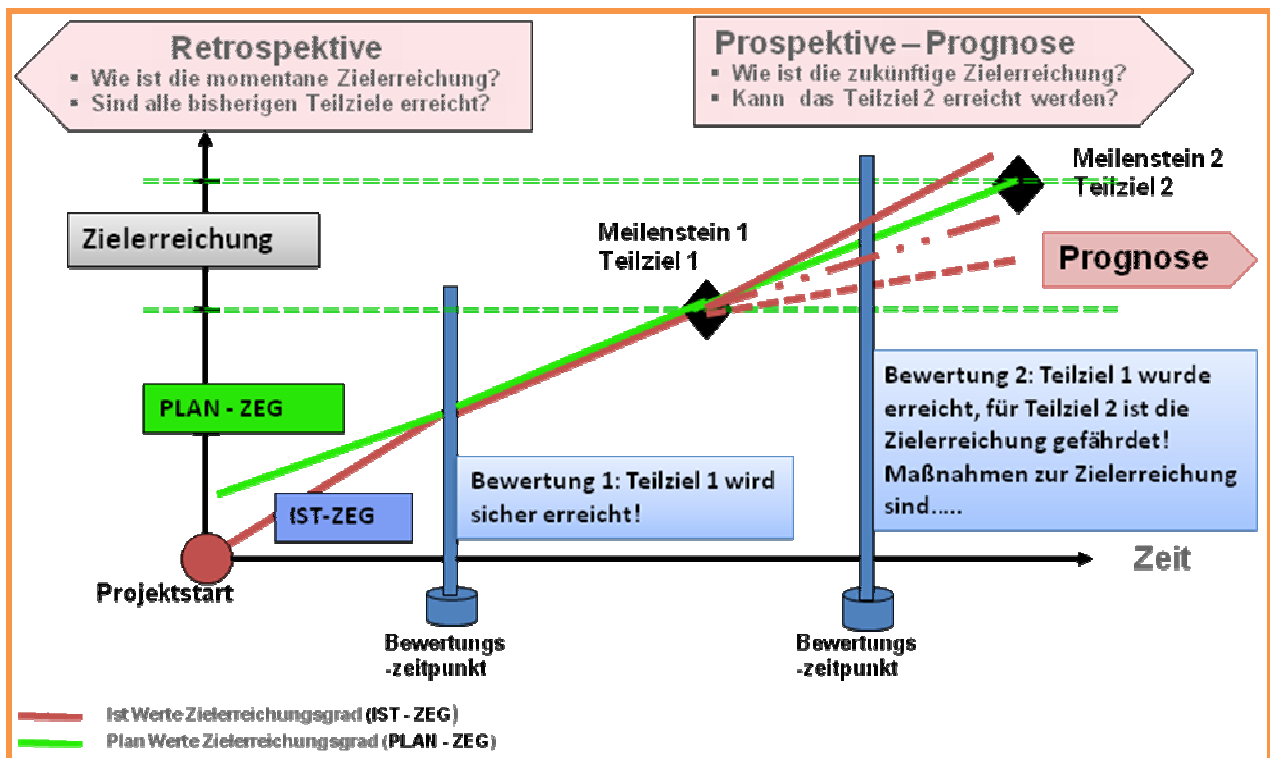 Retrospektive
▪ Wie ist die momentane Zielerreichung?
▪ Sind alle bisherigen Teilziele erreicht?
Prospektive – Prognose
▪ Wie ist die zukünftige Zielerreichung?
▪ Kann das Teilziel 2 erreicht werden?
Meilenstein 2
Teilziel 2
Zielerreichung
Meilenstein 1
Teilziel 1
Prognose
PLAN - ZEG
Bewertung 2: Teilziel 1 wurde
erreicht, für Teilziel 2 ist die
Zielerreichung gefährdet!
Maßnahmen zur Zielerreichung
sind.....
Bewertung 1: Teilziel 1 wird
sicher erreicht!
IST-ZEG
Zeit
Projektstart
Bewertungs
-zeitpunkt
Bewertungs
-zeitpunkt
Ist Werte Zielerreichungsgrad (IST - ZEG)
Plan Werte Zielerreichungsgrad (PLAN - ZEG)